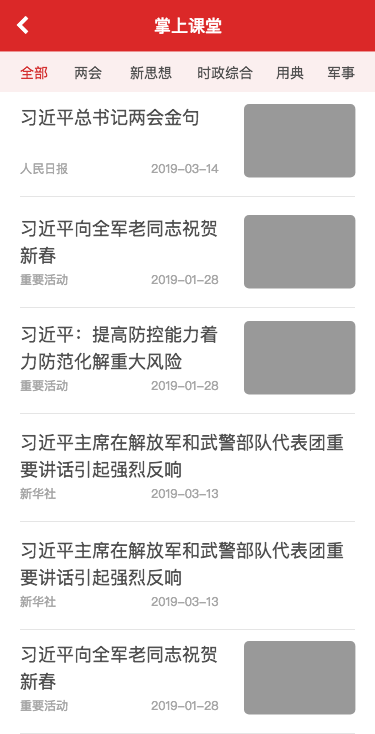 掌上课堂
全部 两会 新思想 时政综合 用典 军事
习近平总书记两会金句
人民日报 2019-03-14
习近平向全军老同志祝贺
新春
重要活动 2019-01-28
习近平：提高防控能力着
力防范化解重大风险
重要活动 2019-01-28
习近平主席在解放军和武警部队代表团重
要讲话引起强烈反响
新华社 2019-03-13
习近平主席在解放军和武警部队代表团重
要讲话引起强烈反响
新华社 2019-03-13
习近平向全军老同志祝贺
新春
重要活动 2019-01-28